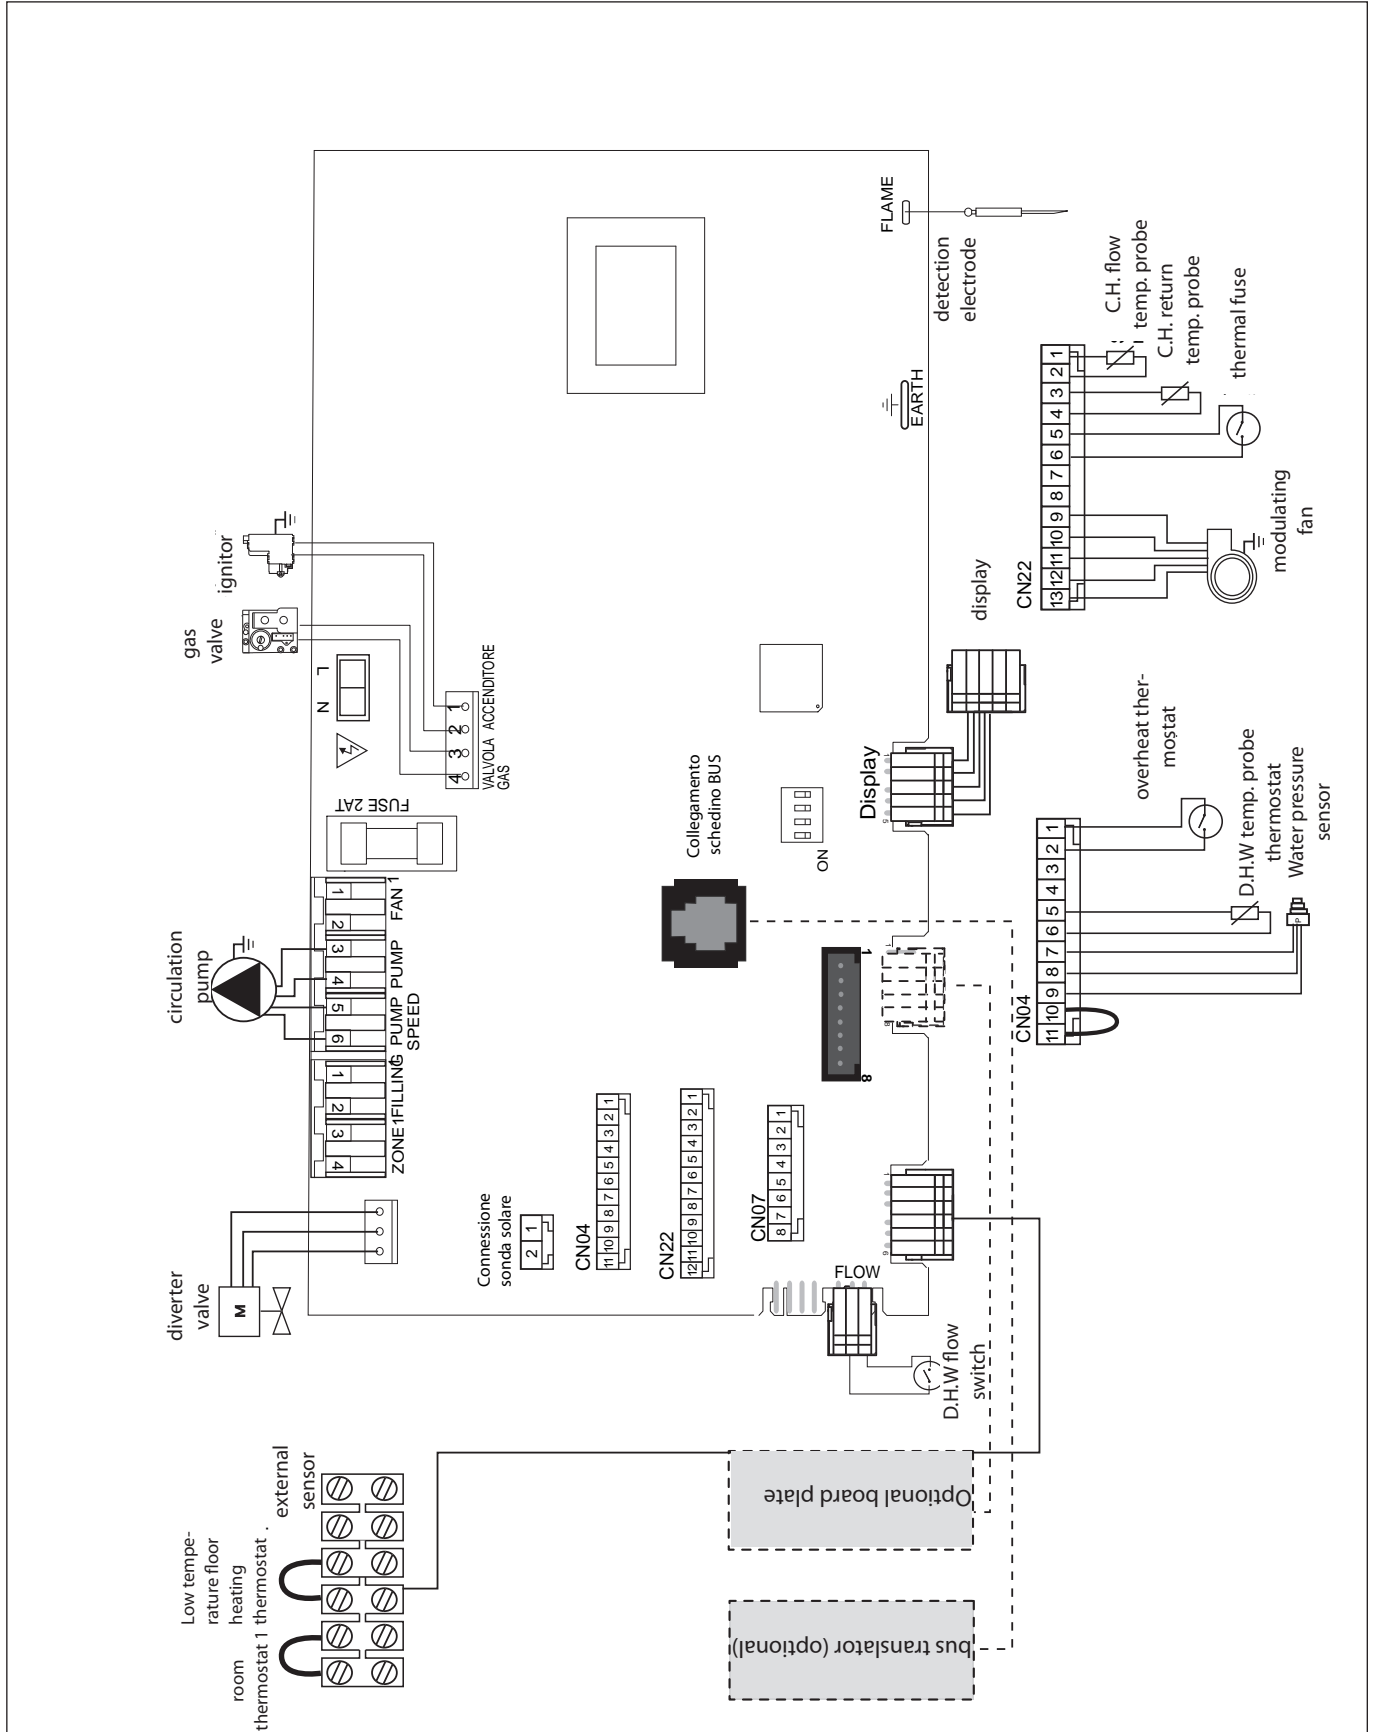 FLAME
detection
electrode
C.H. flow
temp. probe
C.H. return
temp. probe
thermal fuse
1
2
3
4
5
6
7
8
9
10
11
12
13
CN22
modulating
fan
EARTH
ignitor
gas
valve
L
N
1
2
3
4
VALVOLA ACCENDITORE
GAS
FUSE 2AT
display
Display
Collegamento
schedino BUS
ON
overheat ther-
mostat
D.H.W temp. probe
thermostat
Water pressure
sensor
P
1
2
3
4
5
6
7
8
9
10
11
CN04
circulation
pump
1
2
3
4
5
6
FAN 1
PUMP
PUMP
SPEED
1
2
3
4
FILLING
ZONE1
1
8
diverter
valve
M
Connessione
sonda solare
2 1
CN04
11 10 9 8 7 6 5 4 3 2 1
CN22
12 11 10 9 8 7 6 5 4 3 2 1
CN07
8 7 6 5 4 3 2 1
FLOW
D.H.W flow
switch
external
sensor
Low tempe-
rature floor
heating
thermostat .
room
thermostat 1
Optional board plate
bus translator (optional)